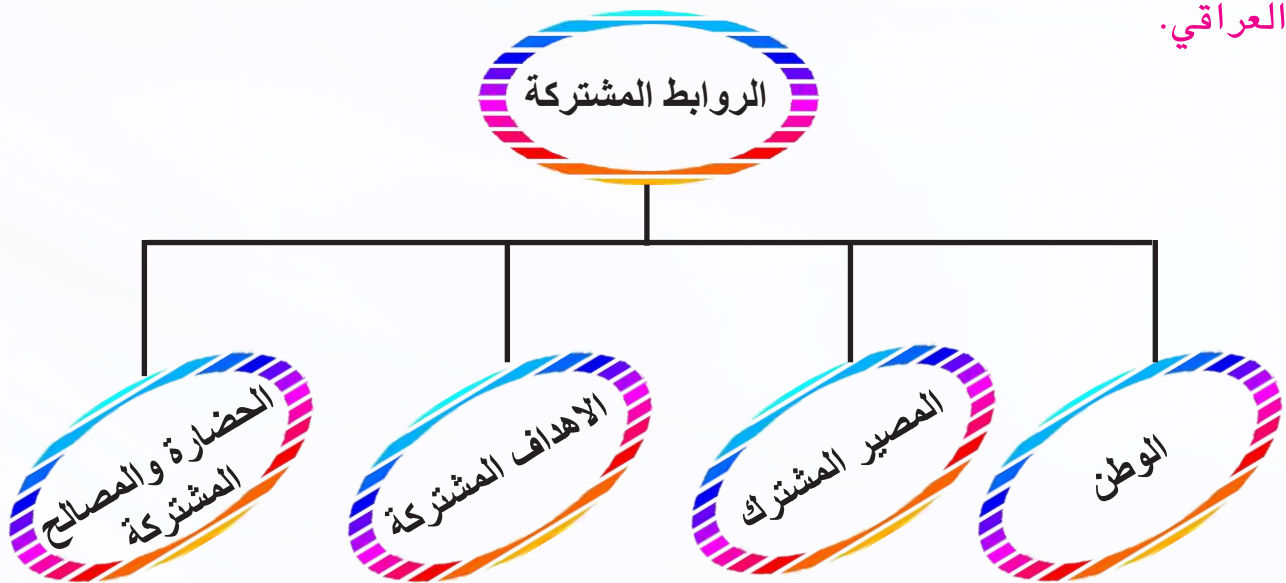 العراقي.
الروابط المشتركة
الوطن
المصير المشترك
الاهداف المشتركة
الحضارة والمصالح
المشتركة